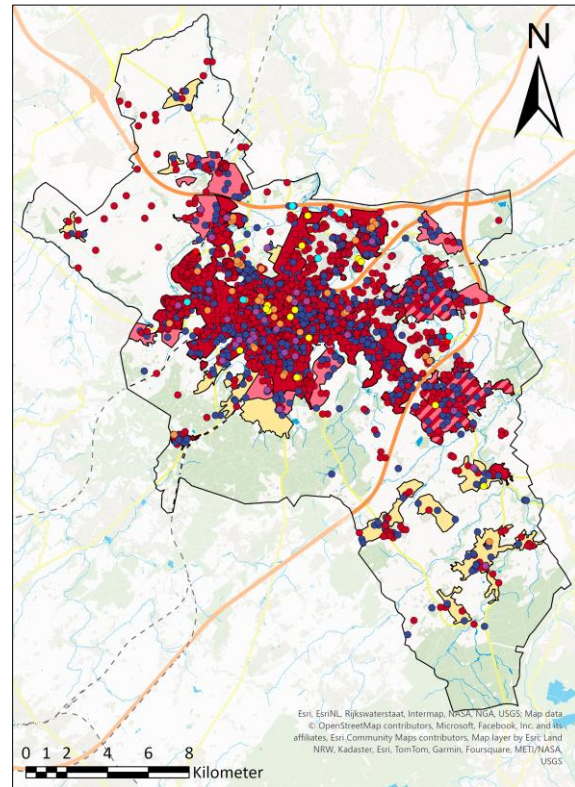 N
Esri, EsriNL, Rijkswaterstaat, Intermap, NASA, NGA, USGS; Map data
© OpenStreetMap contributors, Microsoft, Facebook, Inc. and its
affiliates, Esri Community Maps contributors, Map layer by Esri; Land
NRW, Kadaster, Esri, TomTom, Garmin, Foursquare, METI/NASA,
USGS
0 1 2 4 6 8
Kilometer